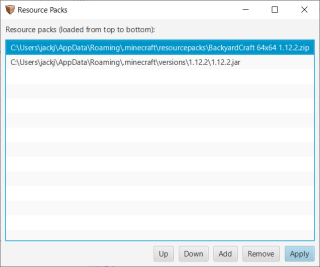 Resource Packs
Resource packs (loaded from top to bottom):
C:\Users\jackj\AppData\Roaming\.minecraft\resourcepacks\BackyardCraft 64x64 1.12.2.zip
C:\Users\jackj\AppData\Roaming\.minecraft\versions\1.12.2\1.12.2.jar
Up Down Add Remove Apply